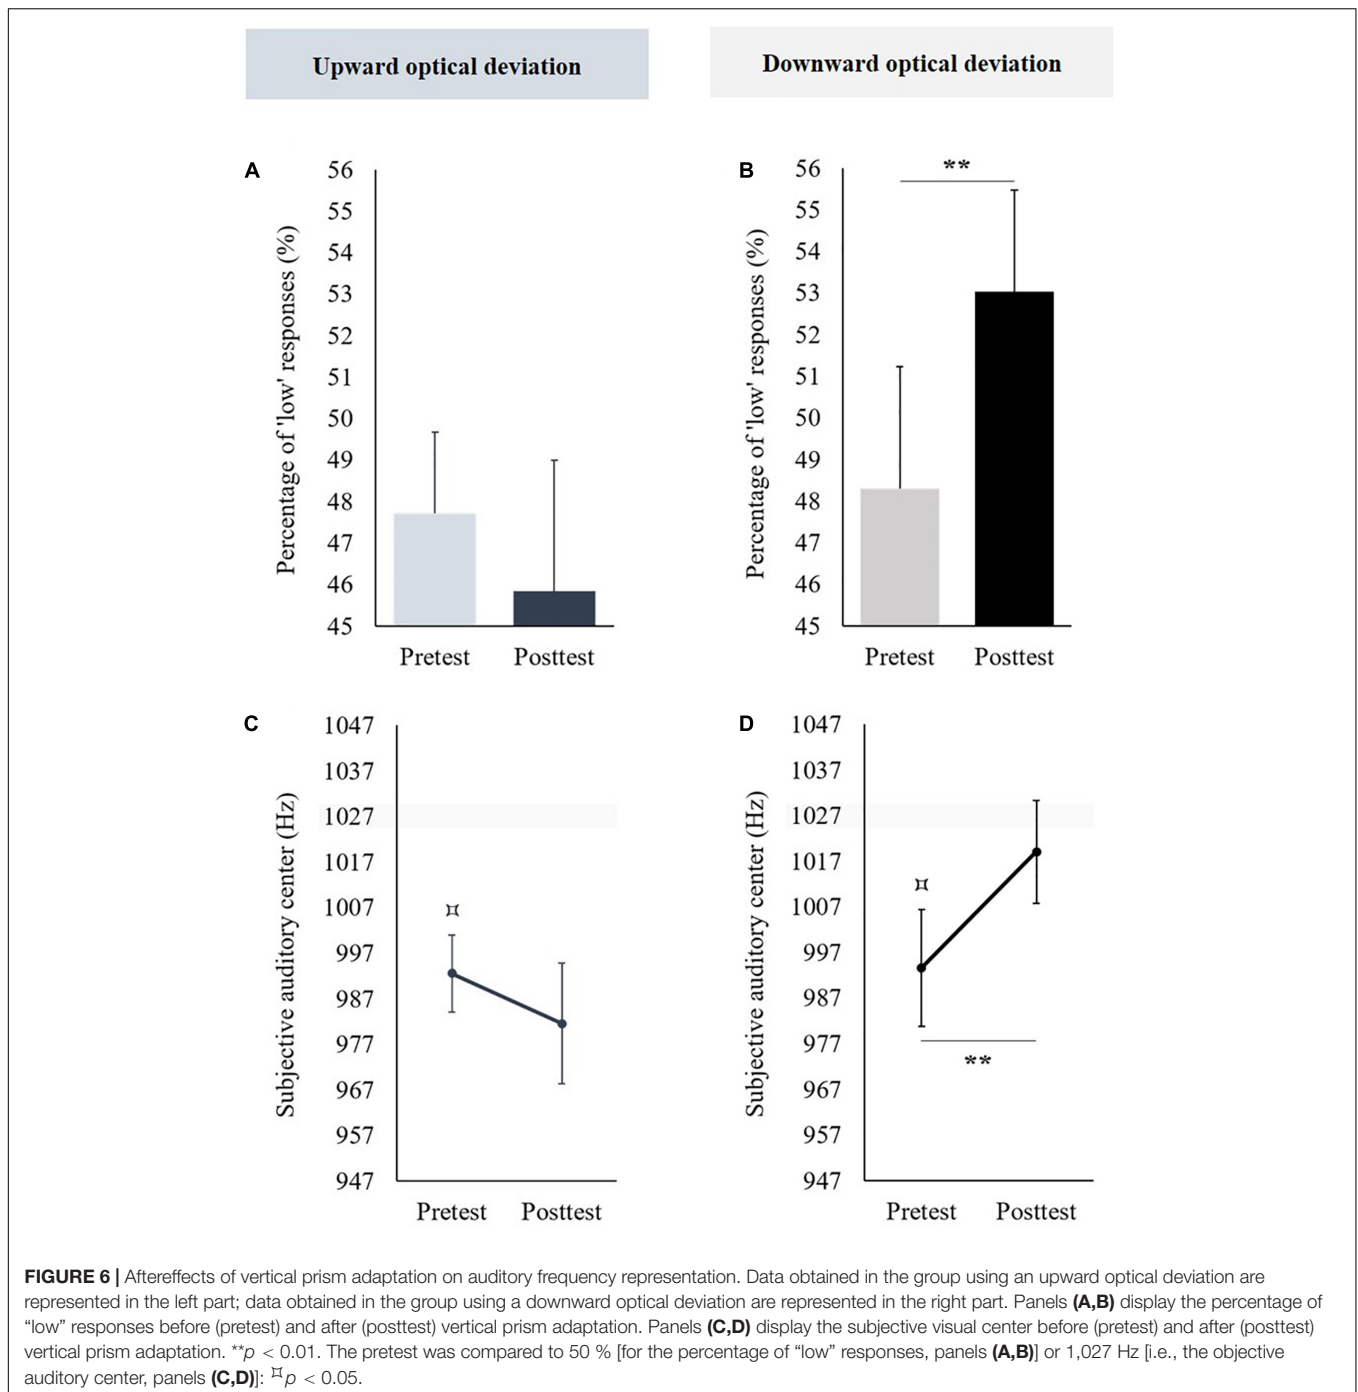 Upward optical deviation
Downward optical deviation
A
Percentage of 'low' responses (%)
56
55
54
53
52
51
50
49
48
47
46
45
Pretest Posttest
B
**
Percentage of 'low' responses (%)
56
55
54
53
52
51
50
49
48
47
46
45
Pretest Posttest
C
Subjective auditory center (Hz)
1047
1037
1027
1017
1007
997
987
977
967
957
947
¤
Pretest Posttest
D
Subjective auditory center (Hz)
1047
1037
1027
1017
1007
997
987
977
967
957
947
¤
**
Pretest Posttest
FIGURE 6 | Aftereffects of vertical prism adaptation on auditory frequency representation. Data obtained in the group using an upward optical deviation are
represented in the left part; data obtained in the group using a downward optical deviation are represented in the right part. Panels (A,B) display the percentage of
“low” responses before (pretest) and after (posttest) vertical prism adaptation. Panels (C,D) display the subjective visual center before (pretest) and after (posttest)
vertical prism adaptation. **p < 0.01. The pretest was compared to 50 % [for the percentage of “low” responses, panels (A,B)] or 1,027 Hz [i.e., the objective
auditory center, panels (C,D)]: ¤p < 0.05.